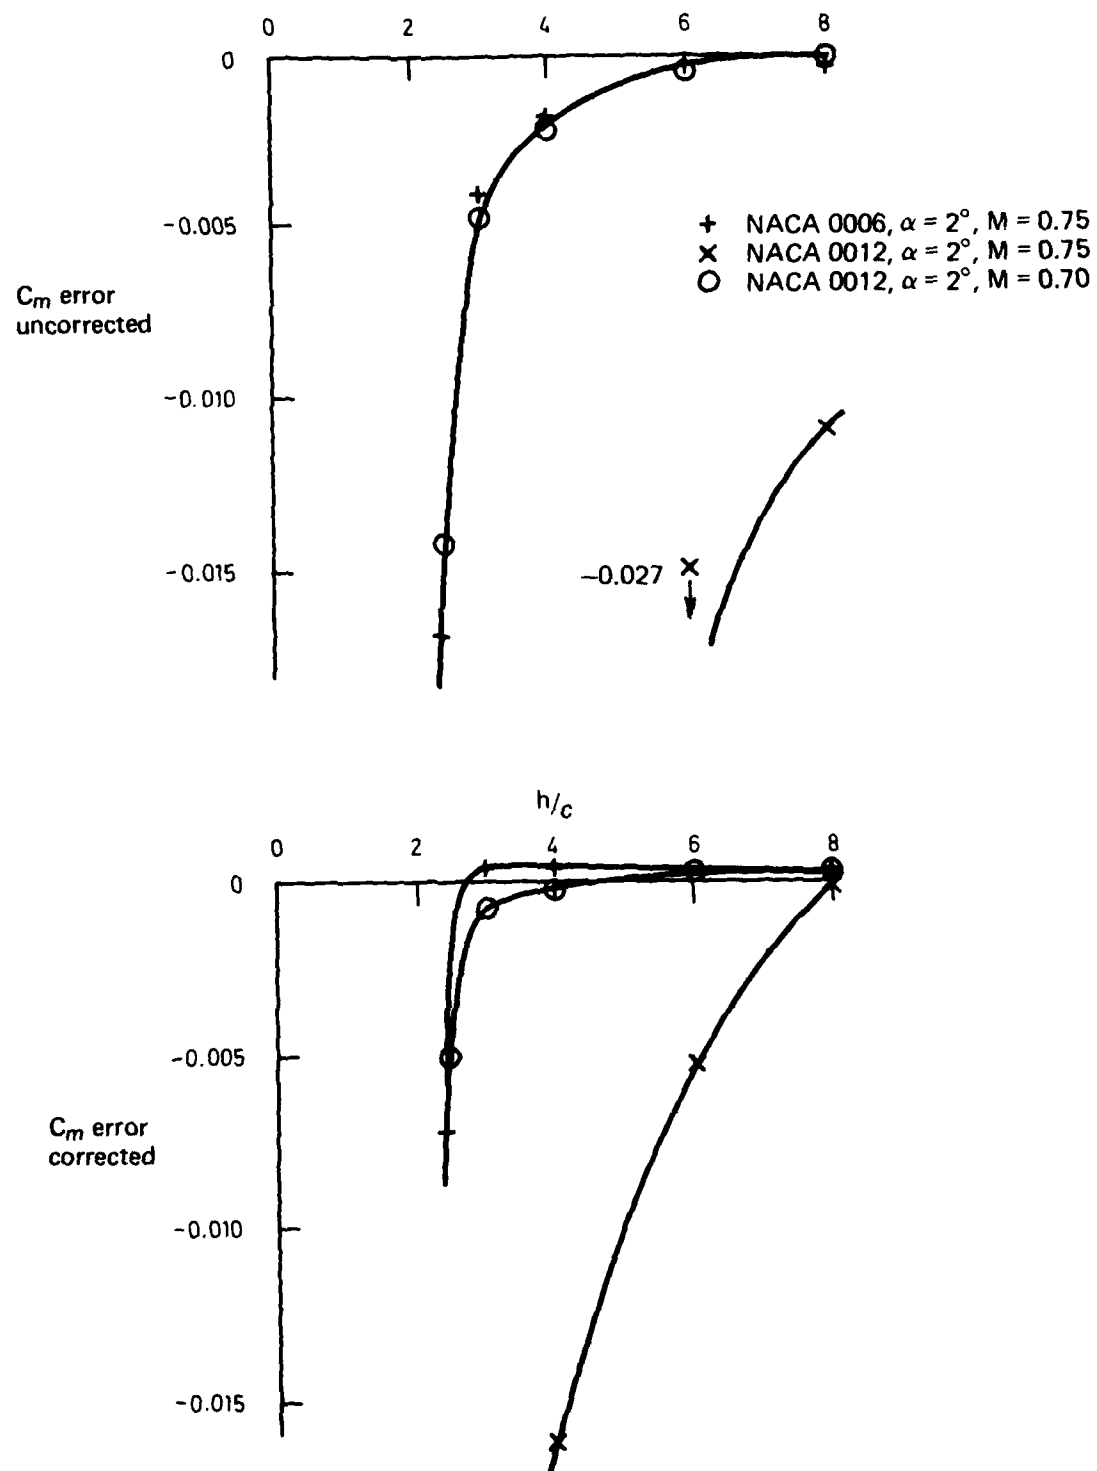 0 2 4 6 8
0
-0.005
+ NACA 0006, α = 2°, M = 0.75
× NACA 0012, α = 2°, M = 0.75
○ NACA 0012, α = 2°, M = 0.70
Cm error
uncorrected
-0.010
-0.015
-0.027
h/c
0 2 4 6 8
0
-0.005
Cm error
corrected
-0.010
-0.015